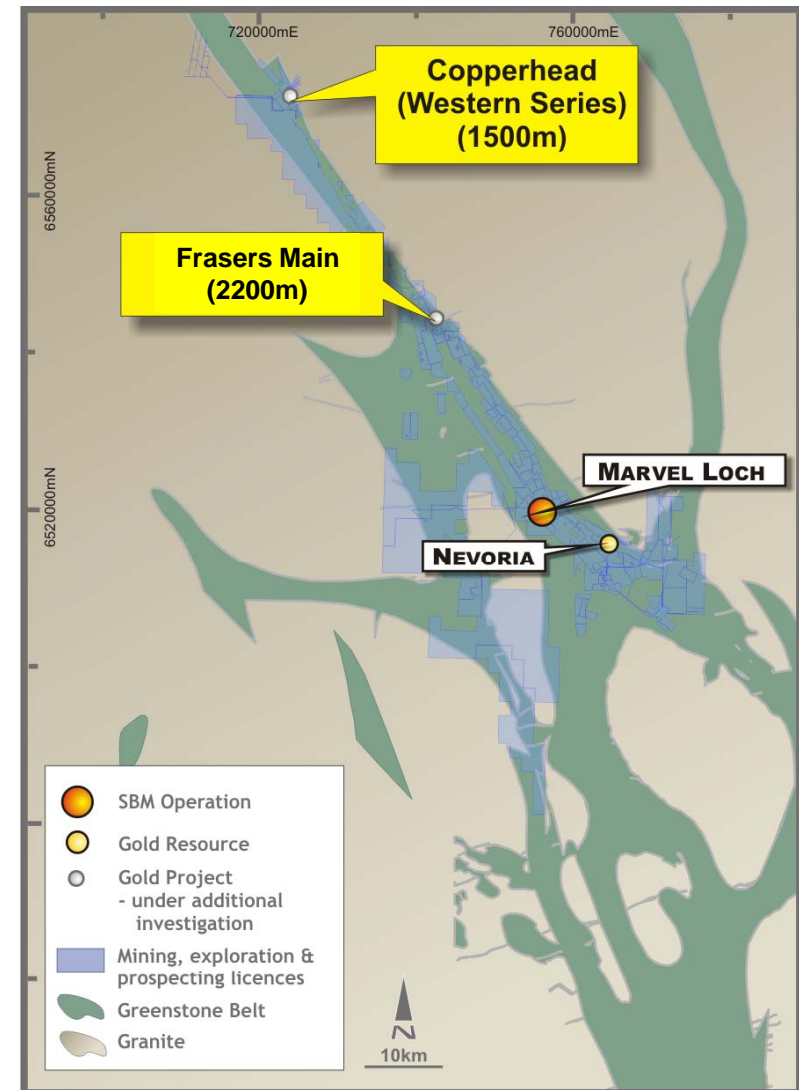 720000mE
760000mE
Copperhead
(Western Series)
(1500m)
6560000mN
Frasers Main
(2200m)
MARVEL LOCH
6520000mN
NEVORIA
SBM Operation
Gold Resource
Gold Project
- under additional
investigation
Mining, exploration &
prospecting licences
Greenstone Belt
Granite
N
10km